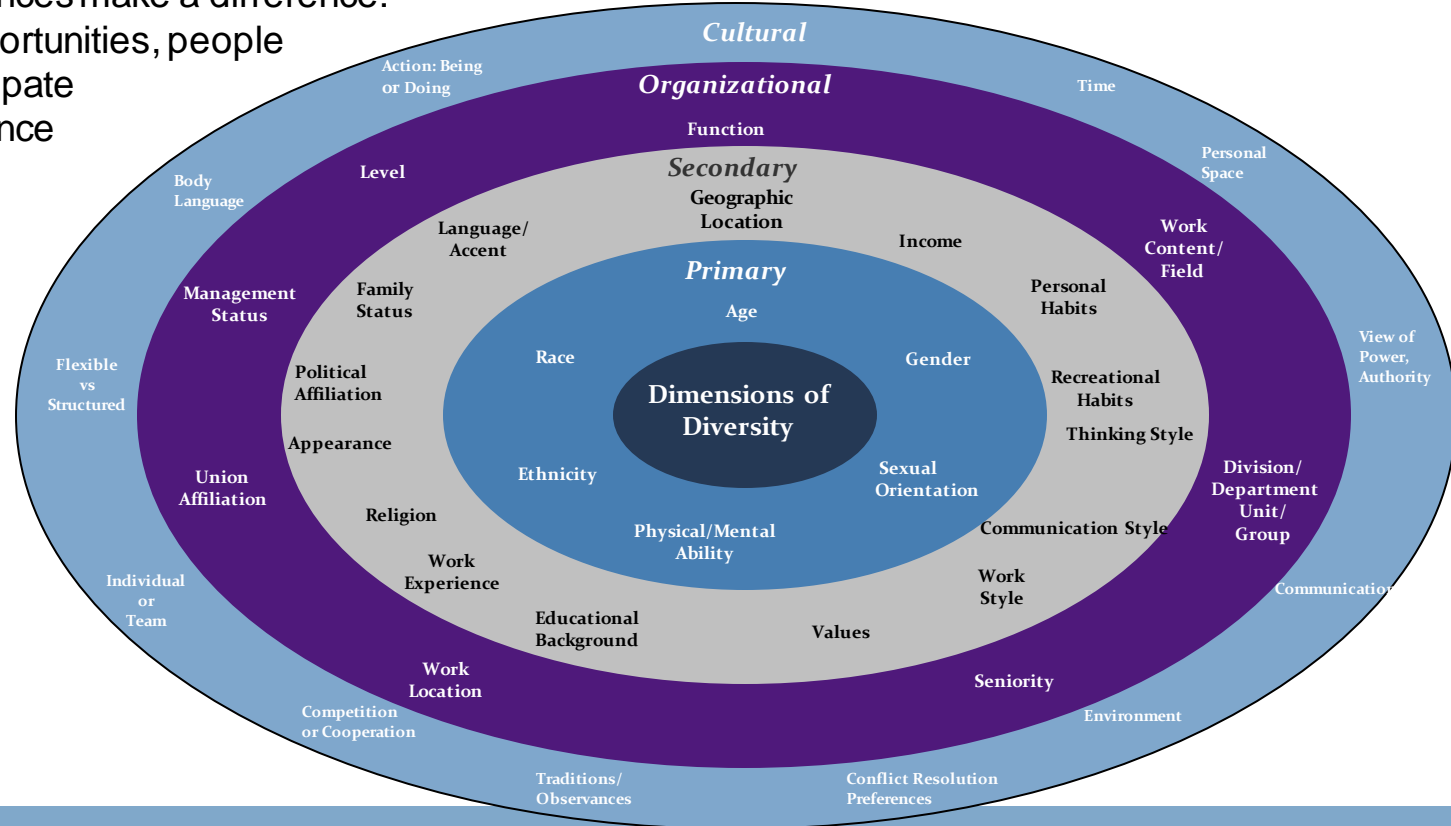 nces make a difference.
ortunities, people
pate
nce
Cultural
Action: Being
or Doing
Time
Organizational
Function
Personal
Space
Level
Body
Language
Secondary
Geographic
Location
Language/
Accent
Income
Work
Content/
Field
Primary
Age
Family
Status
Personal
Habits
Management
Status
Race
Gender
View of
Power,
Authority
Flexible
vs
Structured
Political
Affiliation
Recreational
Habits
Dimensions of
Diversity
Appearance
Thinking Style
Union
Affiliation
Ethnicity
Sexual
Orientation
Division/
Department
Unit/
Group
Religion
Physical/Mental
Ability
Communication Style
Work
Experience
Work
Style
Individual
or
Team
Communication
Educational
Background
Values
Work
Location
Seniority
Competition
or Cooperation
Environment
Traditions/
Observances
Conflict Resolution
Preferences